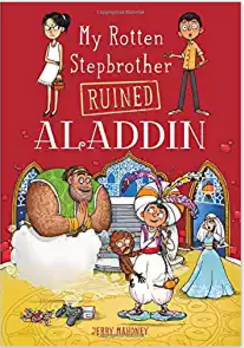 My Rotten
Stepbrother
RUINED
ALADDIN
JERRY MAHONEY